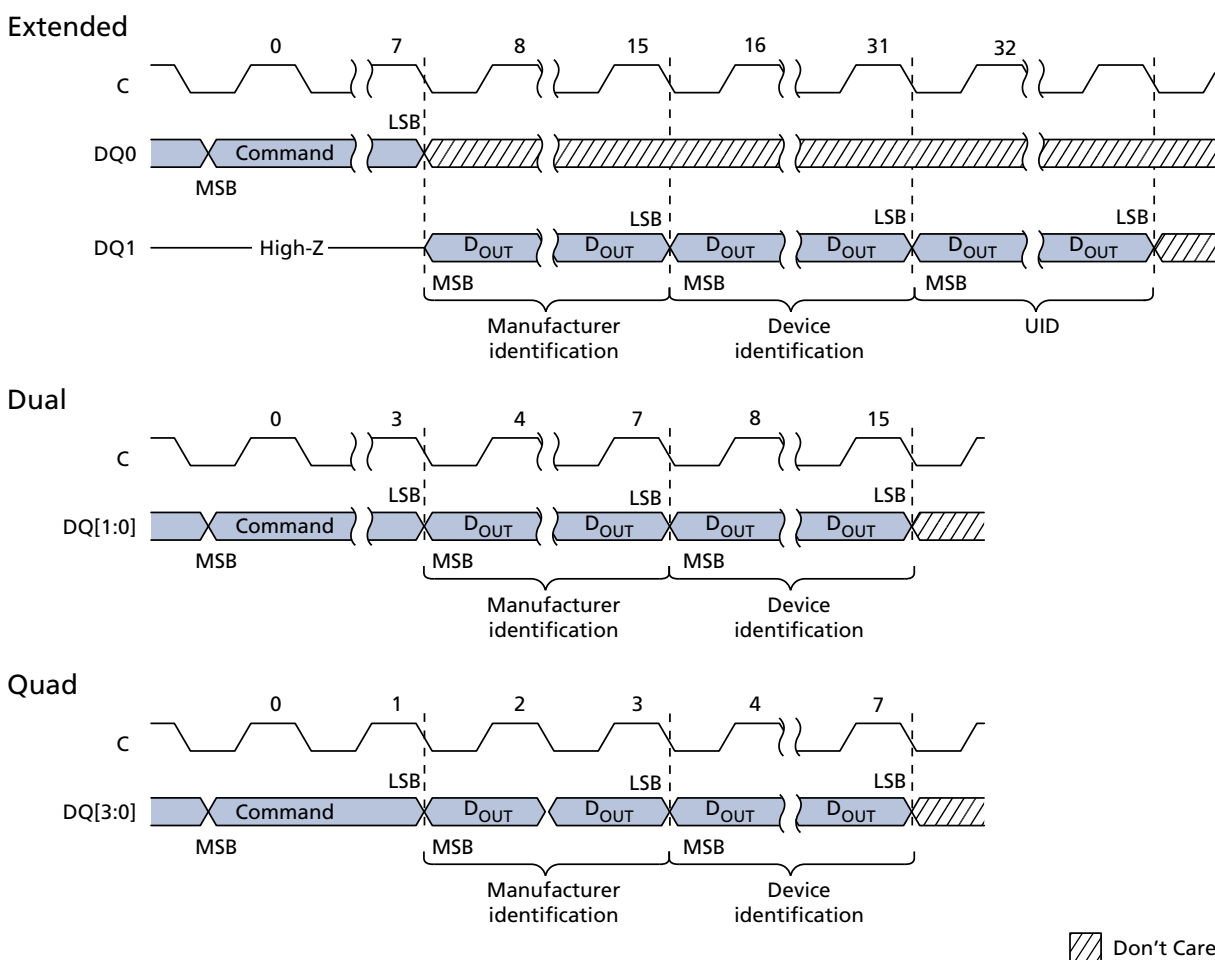 Extended
0 7 8 15 16 31 32
C
LSB
DQ0 Command
MSB
LSB LSB LSB
DQ1 High-Z DOUT DOUT DOUT DOUT DOUT DOUT
MSB MSB MSB
Manufacturer identification Device identification UID
Dual
0 3 4 7 8 15
C
LSB LSB LSB
DQ[1:0] Command DOUT DOUT DOUT DOUT
MSB MSB MSB
Manufacturer identification Device identification
Quad
0 1 2 3 4 7
C
LSB LSB LSB
DQ[3:0] Command DOUT DOUT DOUT DOUT
MSB MSB MSB
Manufacturer identification Device identification
Don't Care